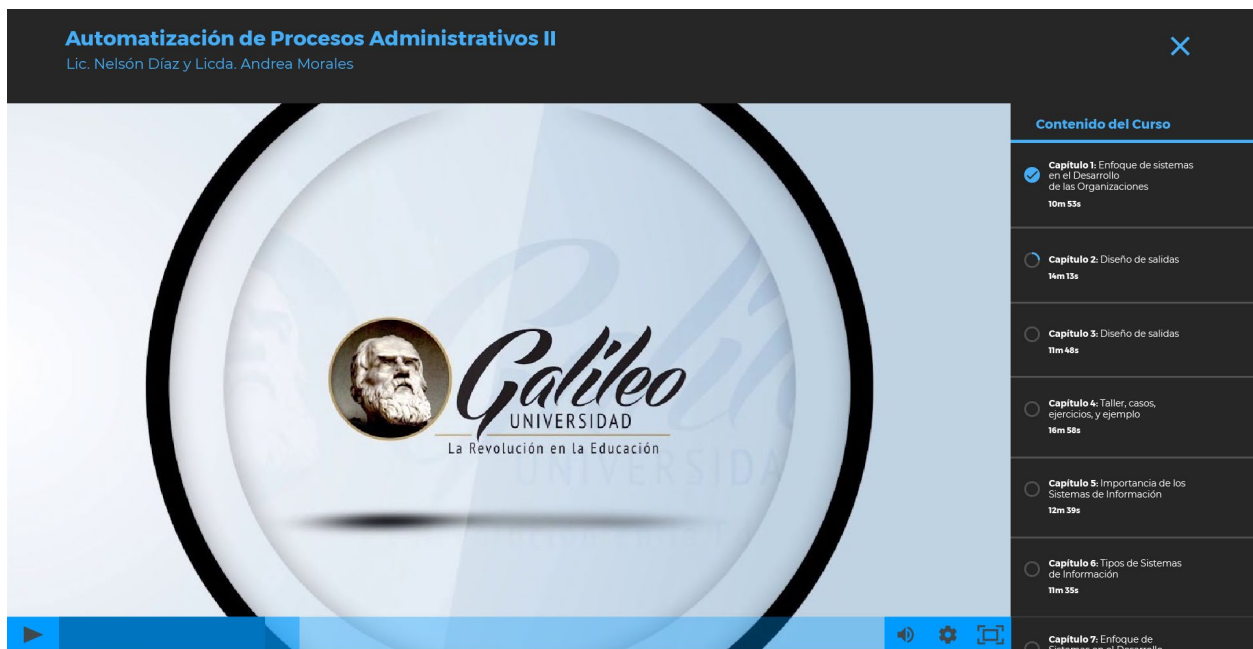 Automatización de Procesos Administrativos II
Lic. Nelsón Díaz y Licda. Andrea Morales
Galileo
UNIVERSIDAD
La Revolución en la Educación
Contenido del Curso
Capítulo 1: Enfoque de sistemas
en el Desarrollo
de las Organizaciones
10m 53s
Capítulo 2: Diseño de salidas
14m 13s
Capítulo 3: Diseño de salidas
11m 48s
Capítulo 4: Taller, casos,
ejercicios, y ejemplo
16m 58s
Capítulo 5: Importancia de los
Sistemas de Información
12m 39s
Capítulo 6: Tipos de Sistemas
de Información
11m 35s
Capítulo 7: Enfoque de
Sistemas en el Desarrollo